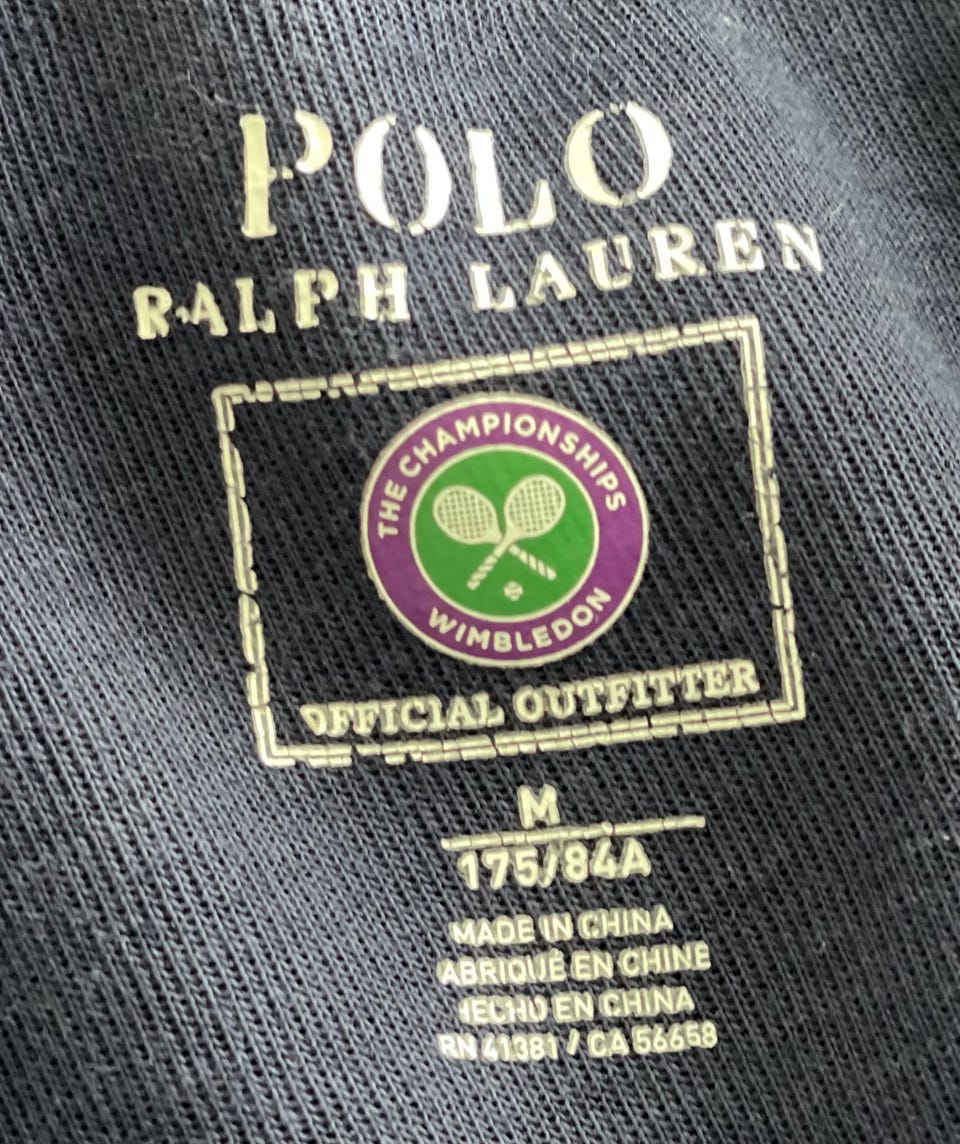 POLO
RALPH LAUREN
THE CHAMPIONSHIPS
WIMBLEDON
OFFICIAL OUTFITTER
M
175/84A
MADE IN CHINA
ABRIQUÉ EN CHINE
HECHO EN CHINA
RN 41381 / CA 56658